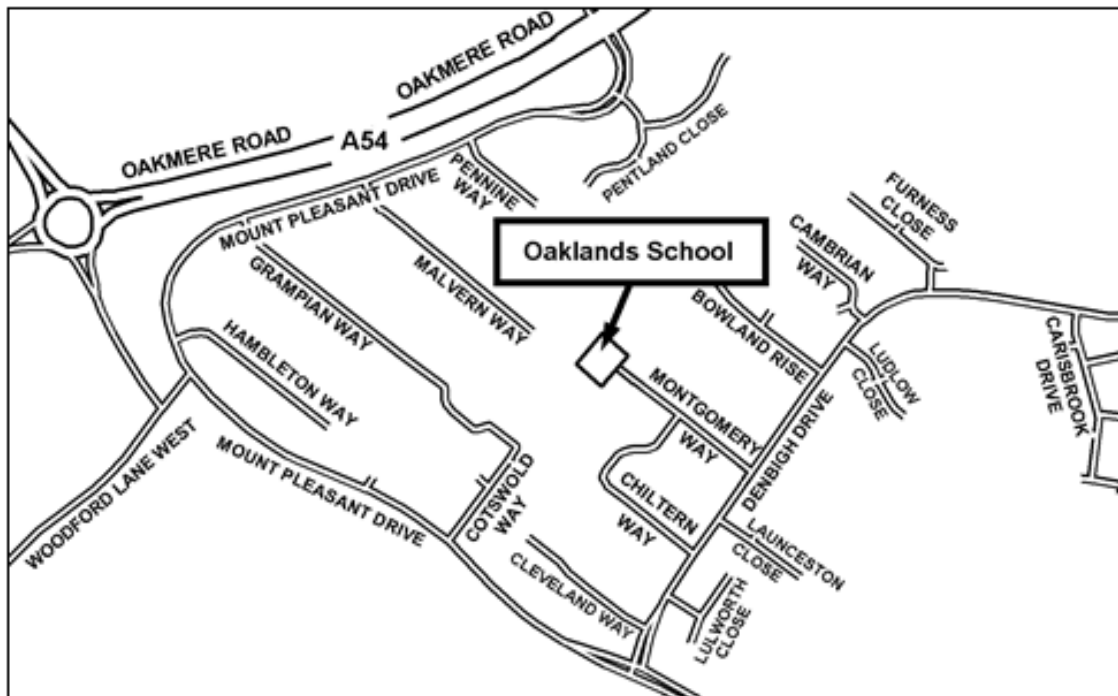 OAKMERE ROAD
OAKMERE ROAD
A54
PENTLAND CLOSE
PENNINE
WAY
MOUNT PLEASANT DRIVE
FURNESS
CLOSE
Oaklands School
CAMBRIAN
WAY
MALVERN WAY
GRAMPIAN WAY
BOWLAND RISE
HAMBLETON WAY
LUDLOW
CLOSE
CARISBROOK
DRIVE
MONTGOMERY
WAY
DENBIGH DRIVE
WOODFORD LANE WEST
MOUNT PLEASANT DRIVE
COTSWOLD
WAY
CHILTERN
WAY
LAUNCESTON
CLOSE
CLEVELAND WAY
LULWORTH
CLOSE